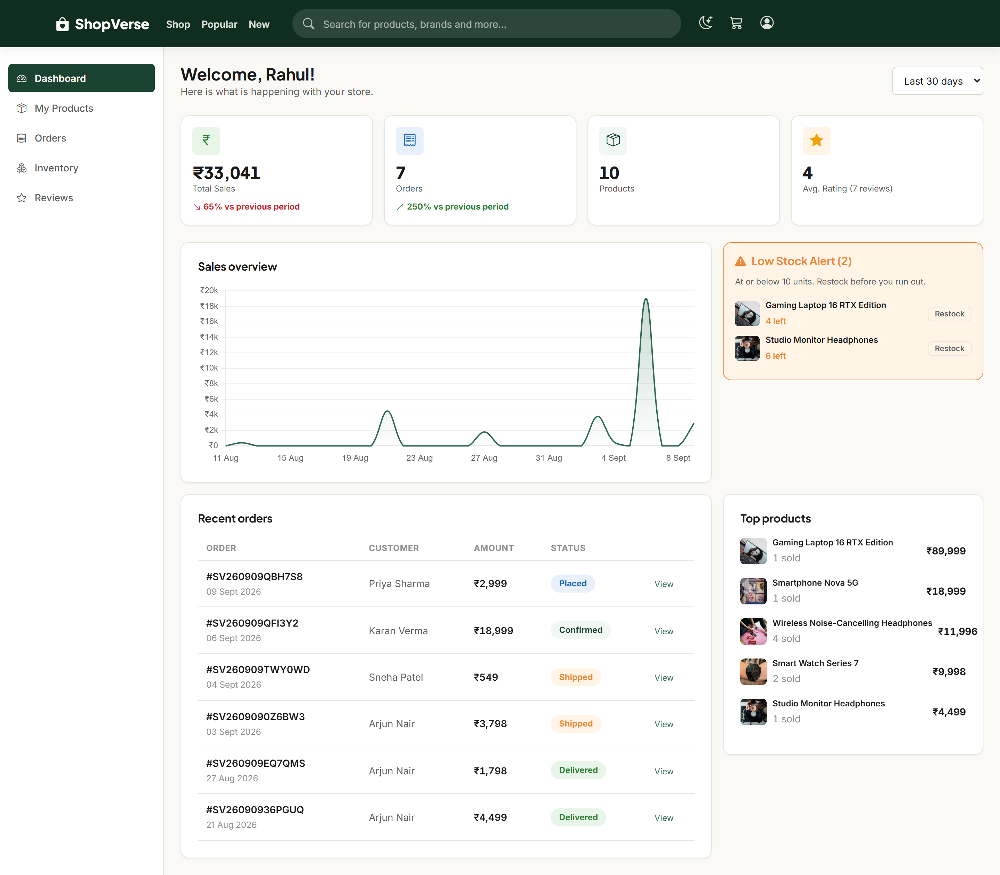 ShopVerse Shop Popular New Search for products, brands and more...
Dashboard
My Products
Orders
Inventory
Reviews
Welcome, Rahul!
Here is what is happening with your store.
Last 30 days
₹
₹33,041
Total Sales
65% vs previous period
7
Orders
250% vs previous period
10
Products
4
Avg. Rating (7 reviews)
Sales overview
₹20k
₹18k
₹16k
₹14k
₹12k
₹10k
₹8k
₹6k
₹4k
₹2k
₹0
11 Aug 15 Aug 19 Aug 23 Aug 27 Aug 31 Aug 4 Sept 8 Sept
Low Stock Alert (2)
At or below 10 units. Restock before you run out.
Gaming Laptop 16 RTX Edition
4 left
Restock
Studio Monitor Headphones
6 left
Restock
Recent orders
ORDER CUSTOMER AMOUNT STATUS
#SV260909QBH7S8
09 Sept 2026
Priya Sharma ₹2,999 Placed View
#SV260909QFI3Y2
06 Sept 2026
Karan Verma ₹18,999 Confirmed View
#SV260909TWY0WD
04 Sept 2026
Sneha Patel ₹549 Shipped View
#SV2609090Z6BW3
03 Sept 2026
Arjun Nair ₹3,798 Shipped View
#SV260909EQ7QMS
27 Aug 2026
Arjun Nair ₹1,798 Delivered View
#SV26090936PGUQ
21 Aug 2026
Arjun Nair ₹4,499 Delivered View
Top products
Gaming Laptop 16 RTX Edition
1 sold
₹89,999
Smartphone Nova 5G
1 sold
₹18,999
Wireless Noise-Cancelling Headphones
4 sold
₹11,996
Smart Watch Series 7
2 sold
₹9,998
Studio Monitor Headphones
1 sold
₹4,499